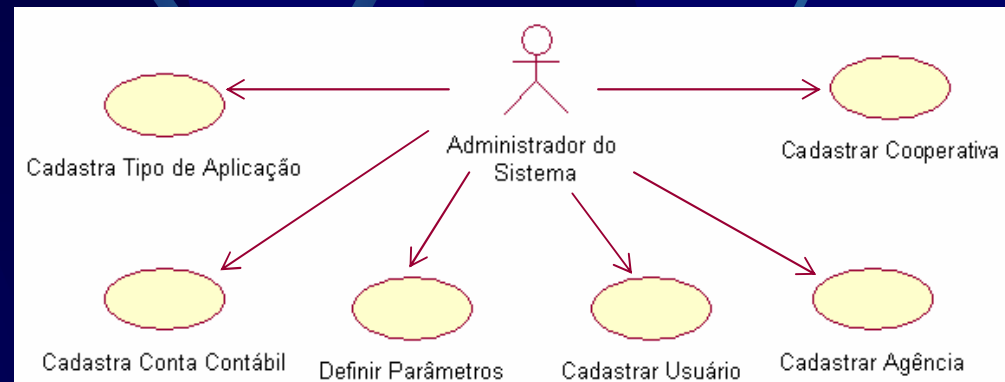 Administrador do
Sistema
Cadastra Tipo de Aplicação
Cadastrar Cooperativa
Cadastra Conta Contábil
Definir Parâmetros
Cadastrar Usuário
Cadastrar Agência